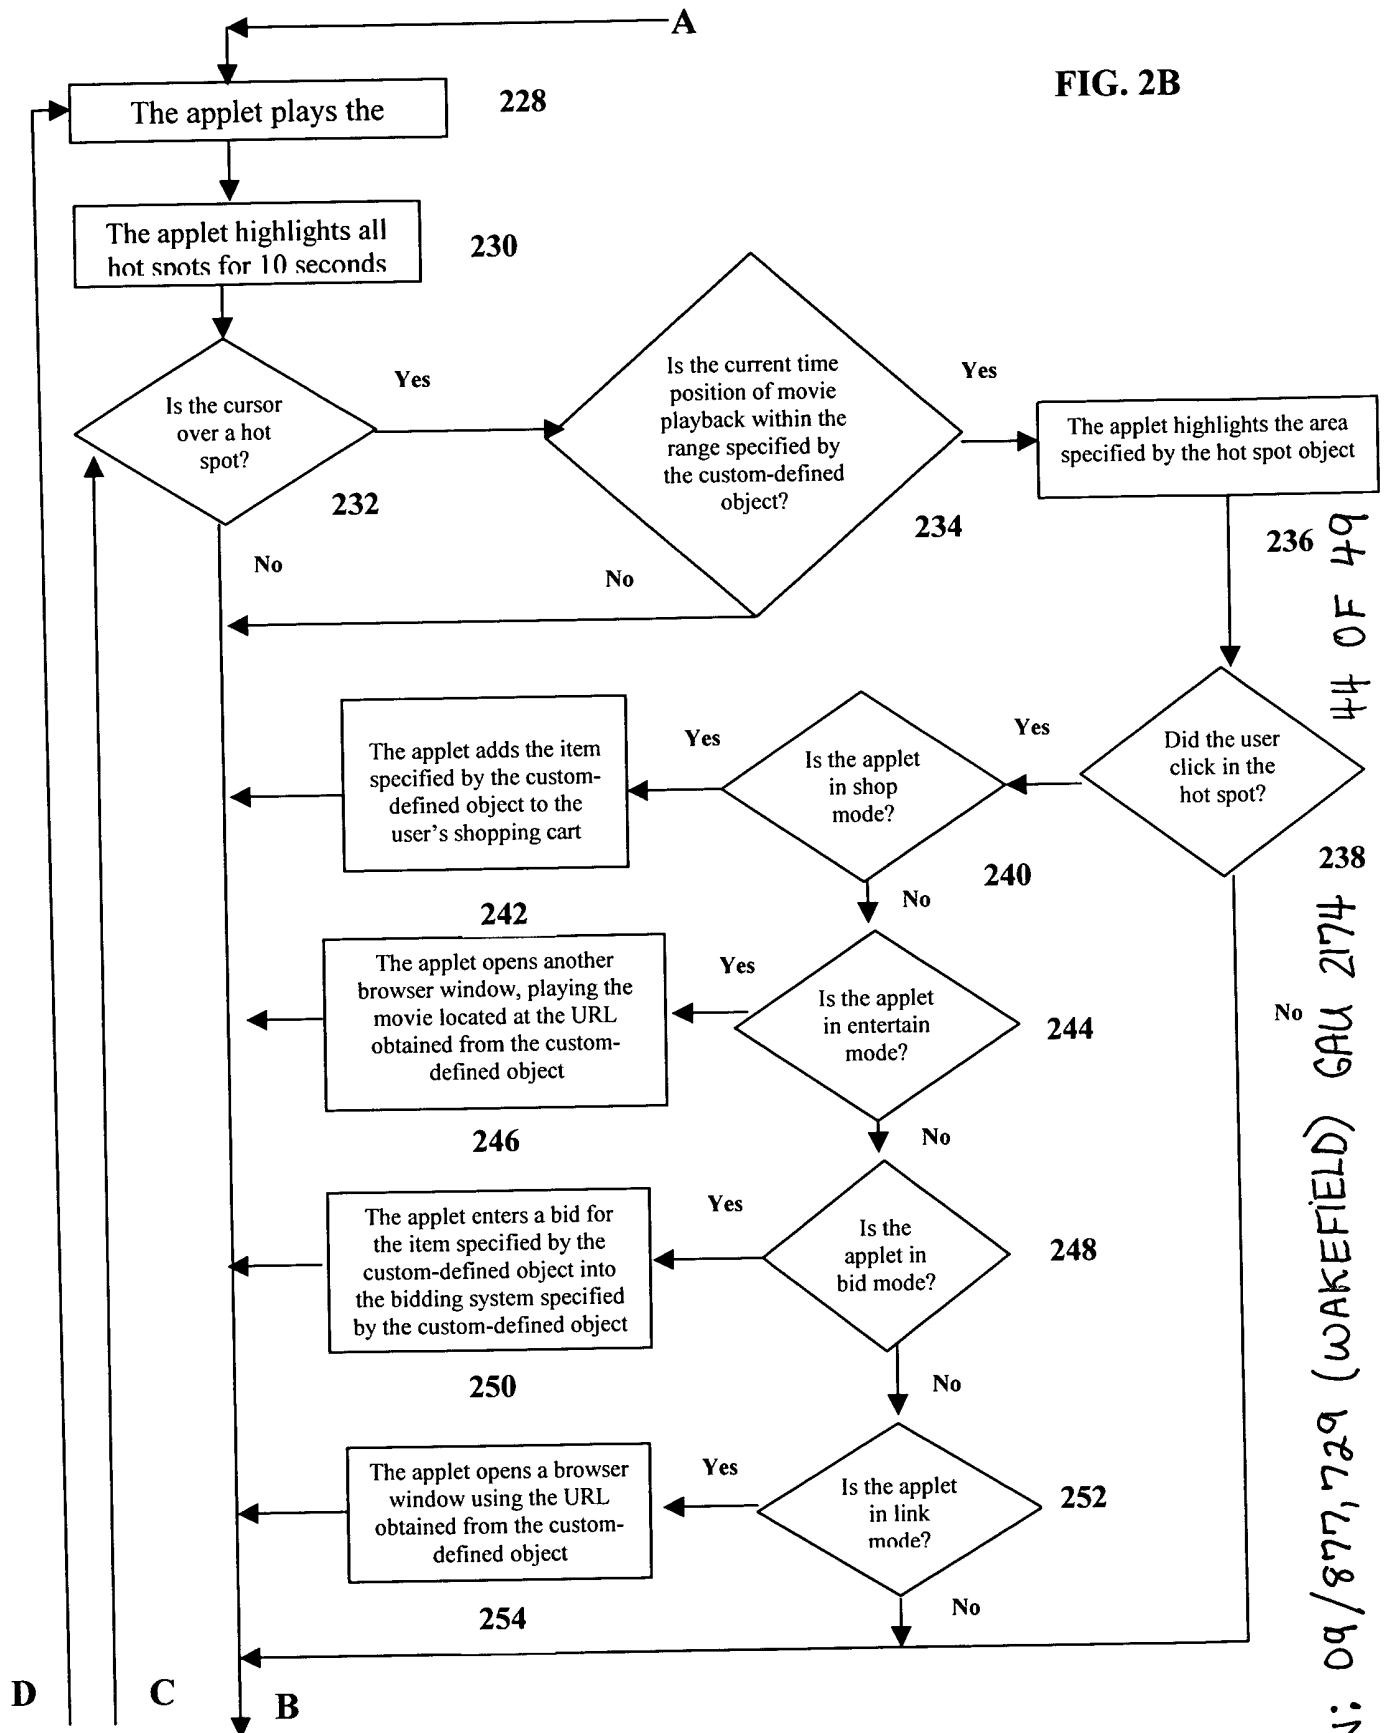 A
FIG. 2B
The applet plays the
228
The applet highlights all
hot spots for 10 seconds
230
Is the cursor
over a hot
spot?
232
Yes
No
Is the current time
position of movie
playback within the
range specified by
the custom-defined
object?
234
Yes
No
The applet highlights the area
specified by the hot spot object
236
Did the user
click in the
hot spot?
238
Yes
No
Is the applet
in shop
mode?
240
Yes
No
The applet adds the item
specified by the custom-
defined object to the
user's shopping cart
242
Is the applet
in entertain
mode?
244
Yes
No
The applet opens another
browser window, playing the
movie located at the URL
obtained from the custom-
defined object
246
Is the
applet in
bid mode?
248
Yes
No
The applet enters a bid for
the item specified by the
custom-defined object into
the bidding system specified
by the custom-defined object
250
Is the applet
in link
mode?
252
Yes
No
The applet opens a browser
window using the URL
obtained from the custom-
defined object
254
D
C
B
N: 09/877,729 (WAKEFIELD) GAU 2174 44 OF 49